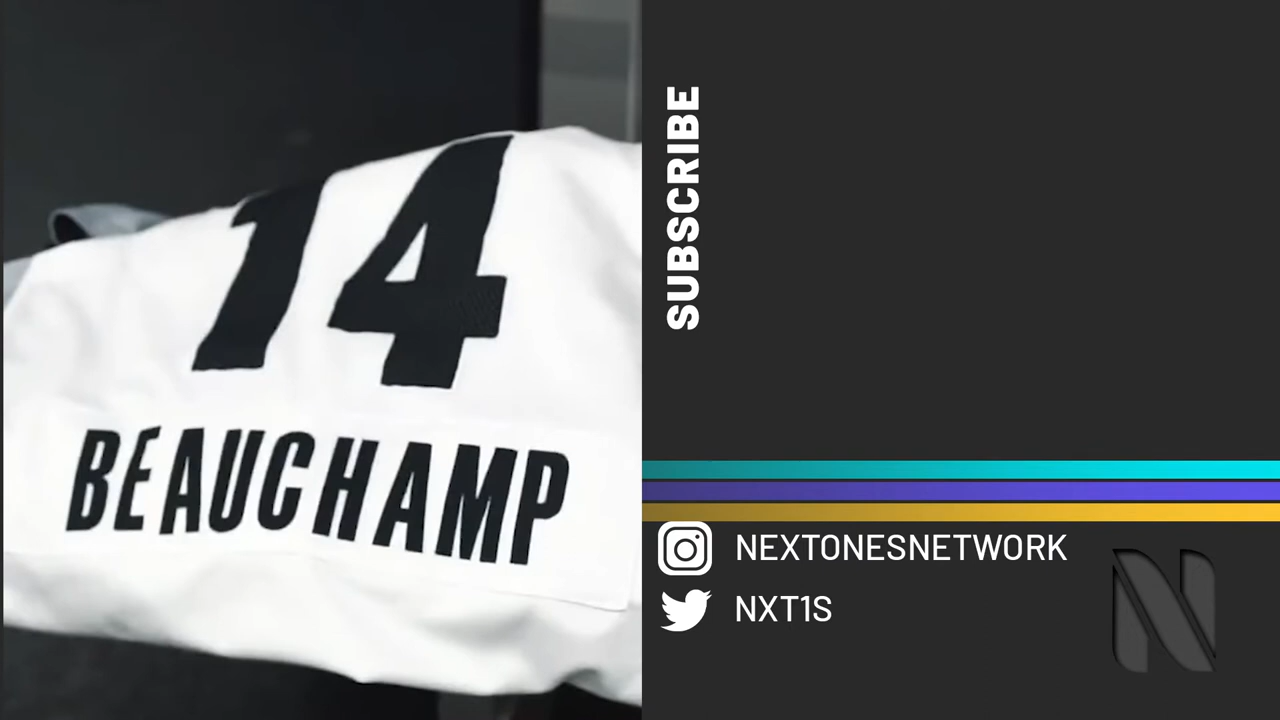 14
BEAUCHAMP
SUBSCRIBE
NEXTONESNETWORK
NXT1S
N